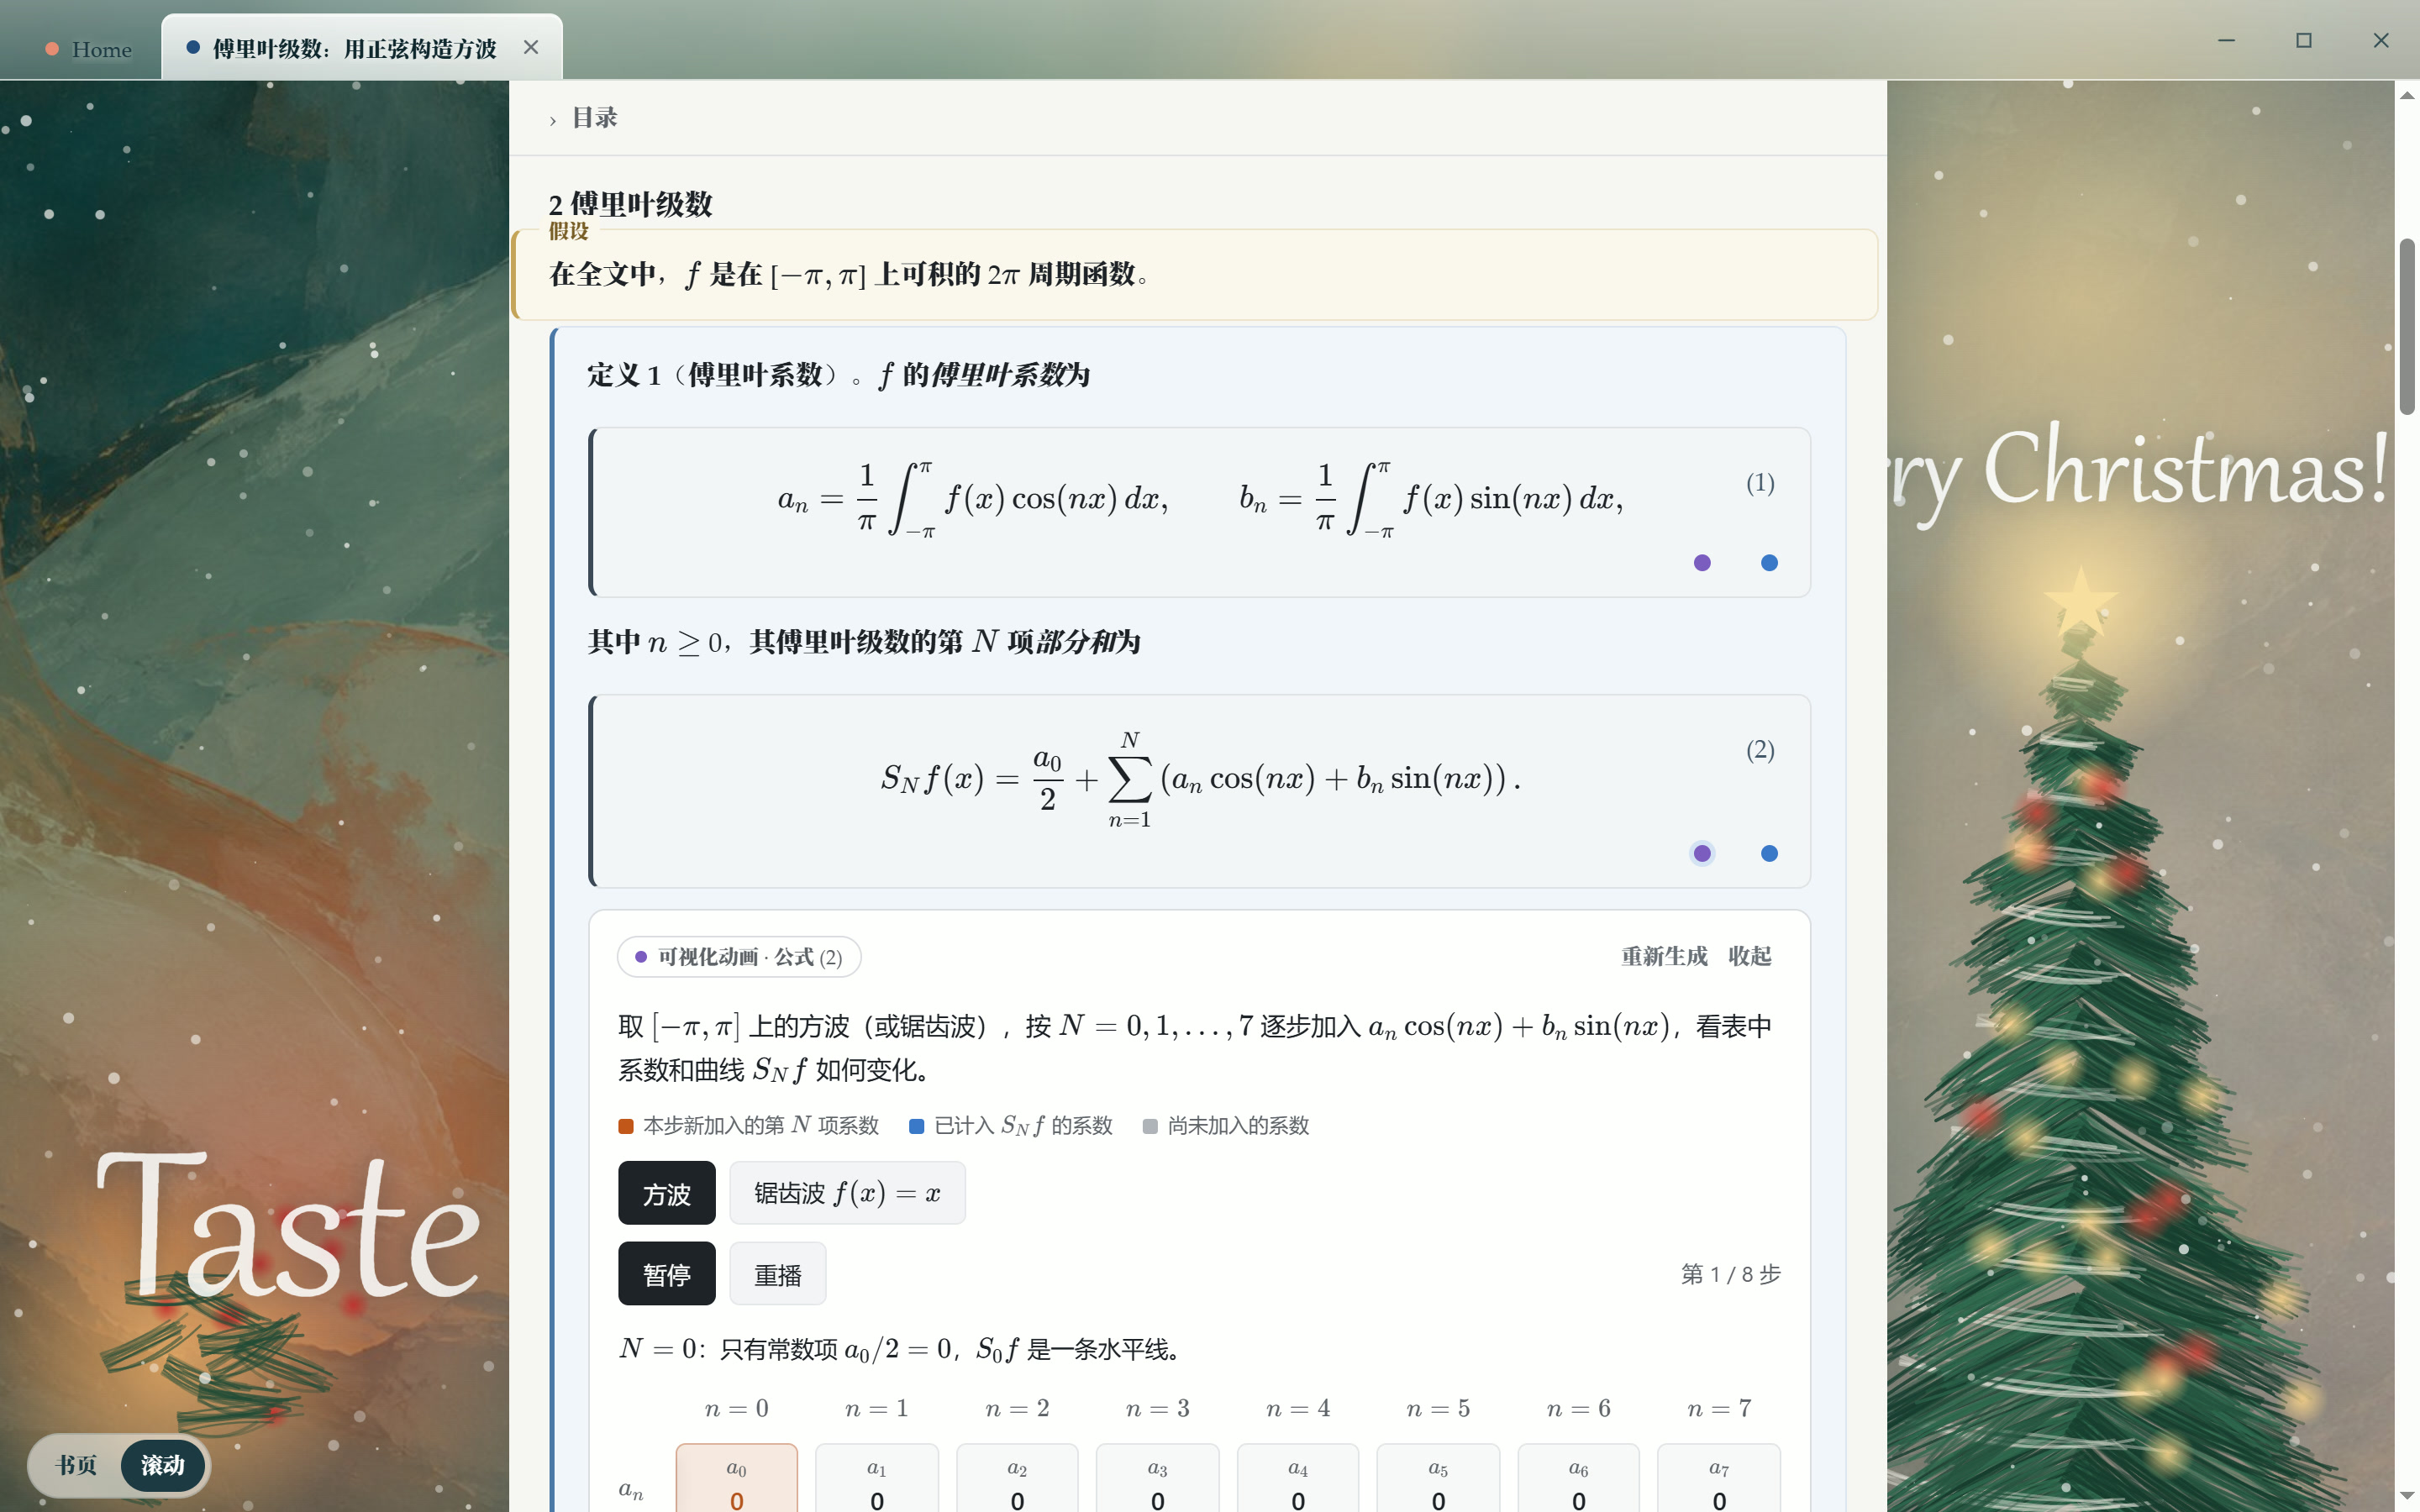 Home
傅里叶级数：用正弦构造方波
目录
2 傅里叶级数
假设
在全文中，f 是在 [−π, π] 上可积的 2π 周期函数。
定义 1（傅里叶系数）。f 的傅里叶系数为
a_n = \frac{1}{π} ∫_{−π}^{π} f(x) cos(nx) dx, b_n = \frac{1}{π} ∫_{−π}^{π} f(x) sin(nx) dx, (1)
其中 n ≥ 0，其傅里叶级数的第 N 项部分和为
S_N f(x) = \frac{a_0}{2} + ∑_{n=1}^{N} (a_n cos(nx) + b_n sin(nx)). (2)
可视化动画 · 公式 (2) 重新生成 收起
取 [−π, π] 上的方波（或锯齿波），按 N = 0, 1, …, 7 逐步加入 a_n cos(nx) + b_n sin(nx)，看表中
系数和曲线 S_N f 如何变化。
本步新加入的第 N 项系数 已计入 S_N f 的系数 尚未加入的系数
方波 锯齿波 f(x) = x
暂停 重播 第 1 / 8 步
N = 0：只有常数项 a_0/2 = 0，S_0 f 是一条水平线。
n = 0 n = 1 n = 2 n = 3 n = 4 n = 5 n = 6 n = 7
a_0 a_1 a_2 a_3 a_4 a_5 a_6 a_7
a_n 0 0 0 0 0 0 0 0
Taste
书页 滚动
ry Christmas!